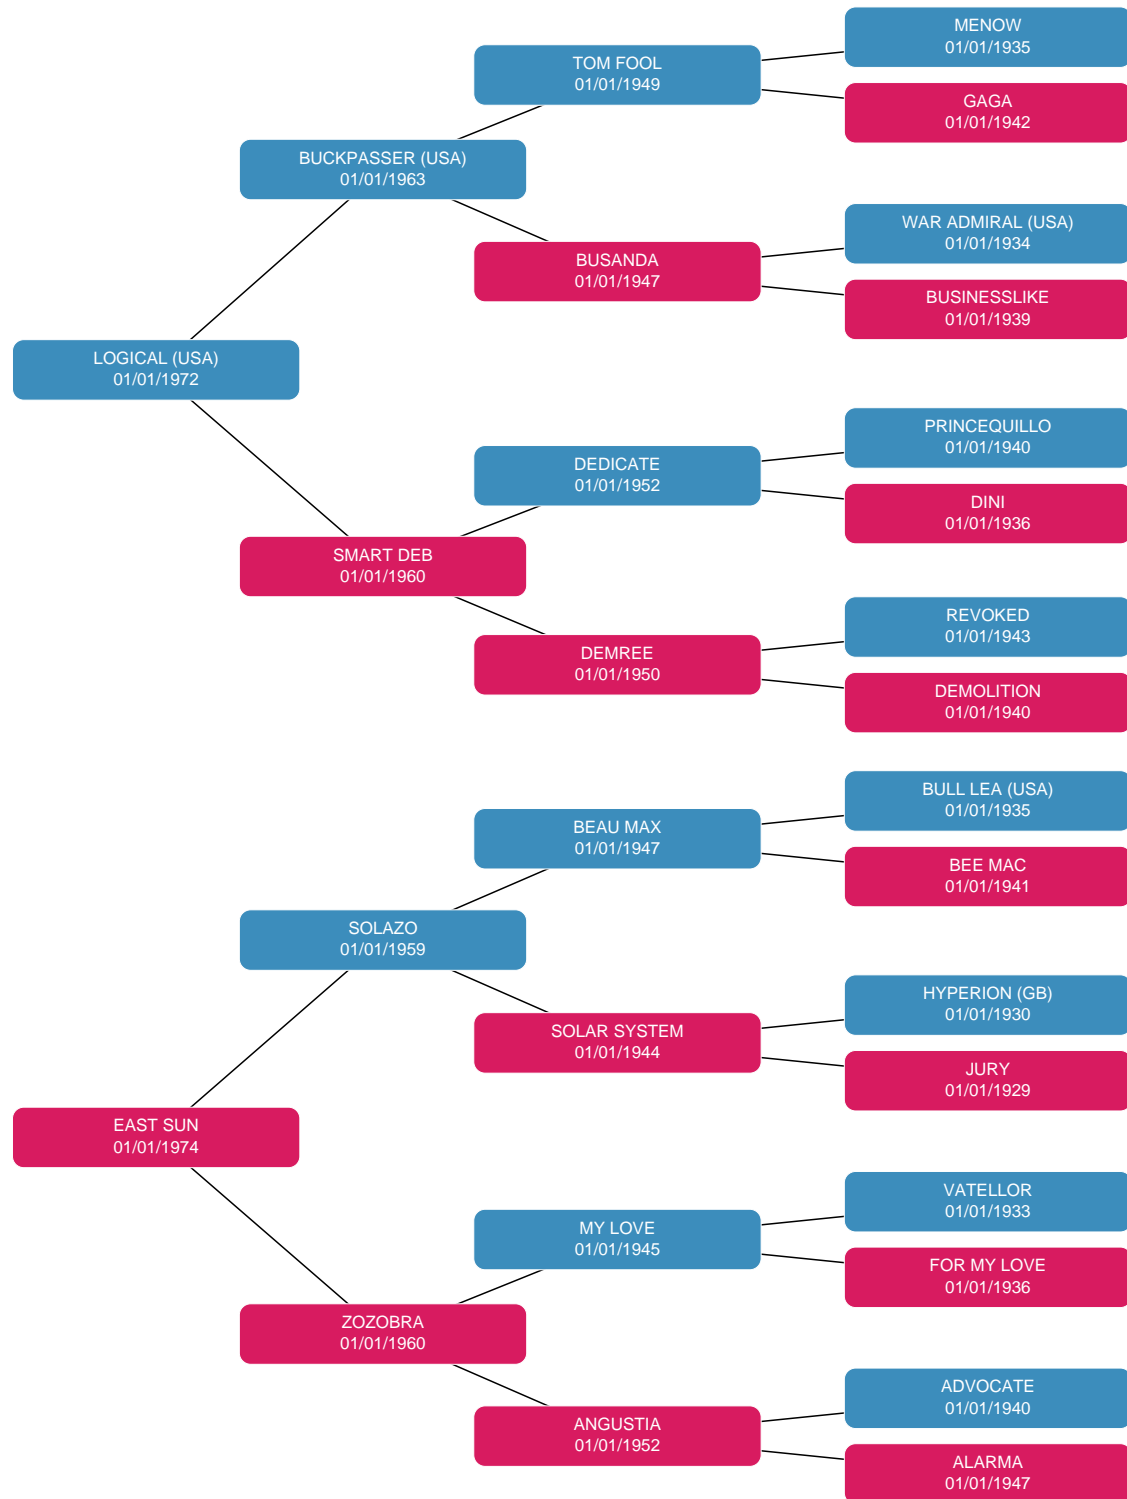 MENOW
01/01/1935
TOM FOOL
01/01/1949
GAGA
01/01/1942
BUCKPASSER (USA)
01/01/1963
WAR ADMIRAL (USA)
01/01/1934
BUSANDA
01/01/1947
BUSINESSLIKE
01/01/1939
LOGICAL (USA)
01/01/1972
PRINCEQUILLO
01/01/1940
DEDICATE
01/01/1952
DINI
01/01/1936
SMART DEB
01/01/1960
REVOKED
01/01/1943
DEMREE
01/01/1950
DEMOLITION
01/01/1940
BULL LEA (USA)
01/01/1935
BEAU MAX
01/01/1947
BEE MAC
01/01/1941
SOLAZO
01/01/1959
HYPERION (GB)
01/01/1930
SOLAR SYSTEM
01/01/1944
JURY
01/01/1929
EAST SUN
01/01/1974
VATELLOR
01/01/1933
MY LOVE
01/01/1945
FOR MY LOVE
01/01/1936
ZOZOBRA
01/01/1960
ADVOCATE
01/01/1940
ANGUSTIA
01/01/1952
ALARMA
01/01/1947